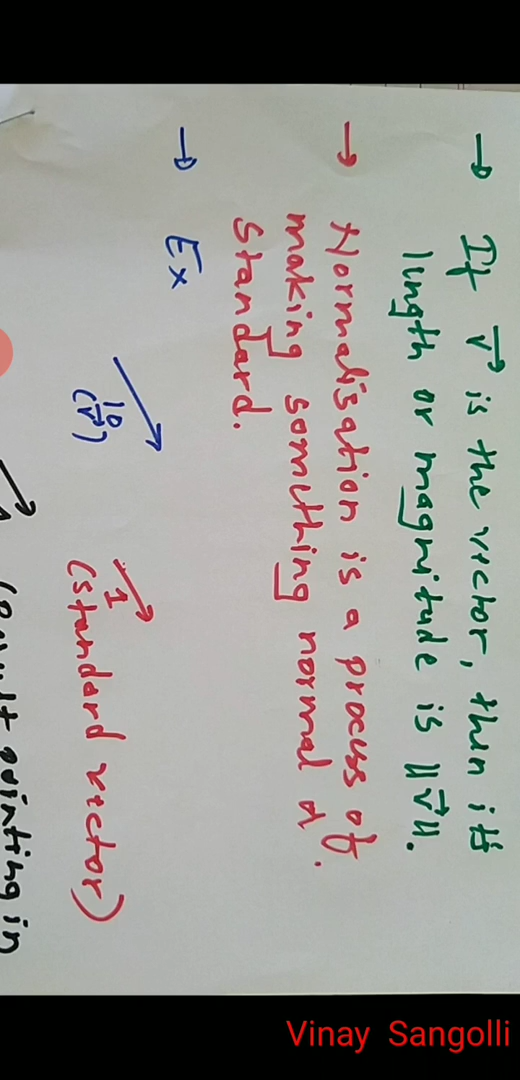 → If v⃗ is the vector, then its
length or magnitude is ||v⃗||.
→ Normalisation is a process of
making something normal or
standard.
→ Ex
10
(v⃗)
1
(standard vector)
pointing in
Vinay Sangolli